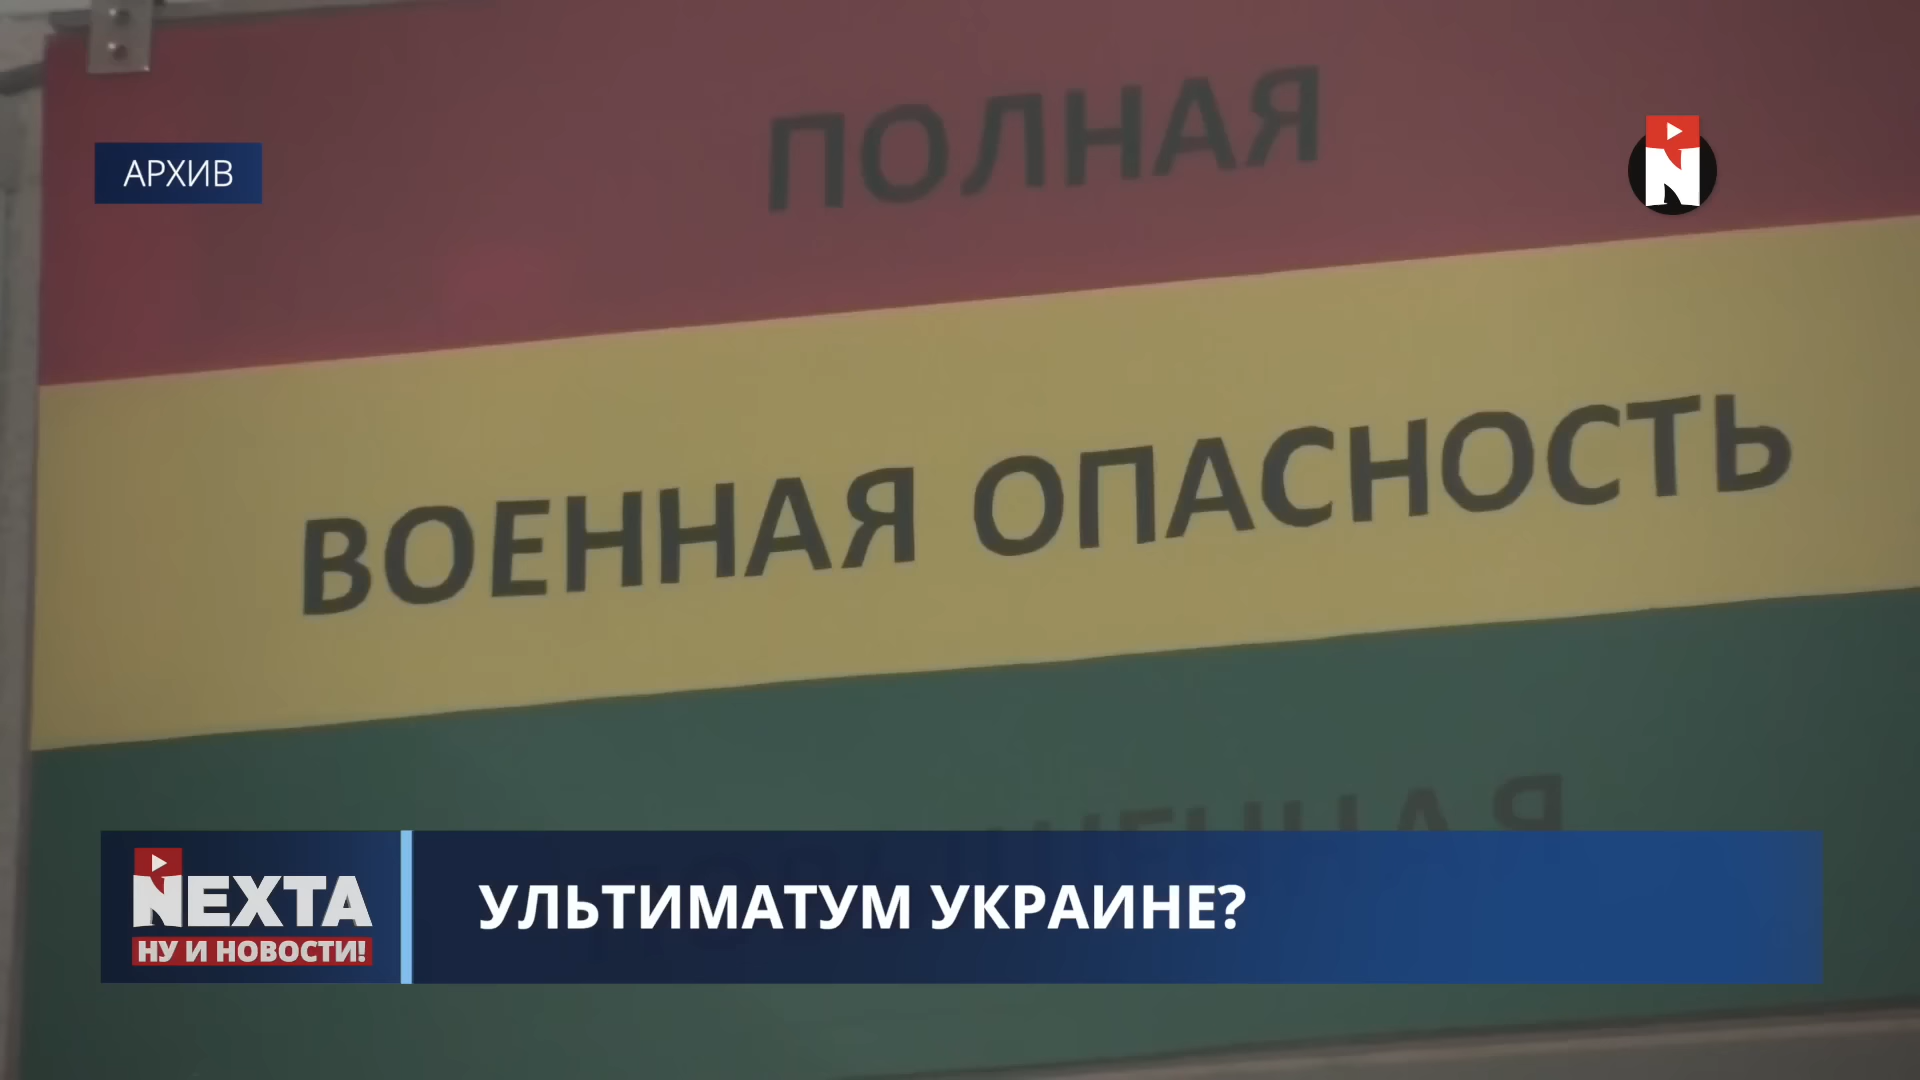 ПОЛНАЯ
АРХИВ
N
ВОЕННАЯ ОПАСНОСТЬ
NEXTA
НУ И НОВОСТИ!
УЛЬТИМАТУМ УКРАИНЕ?